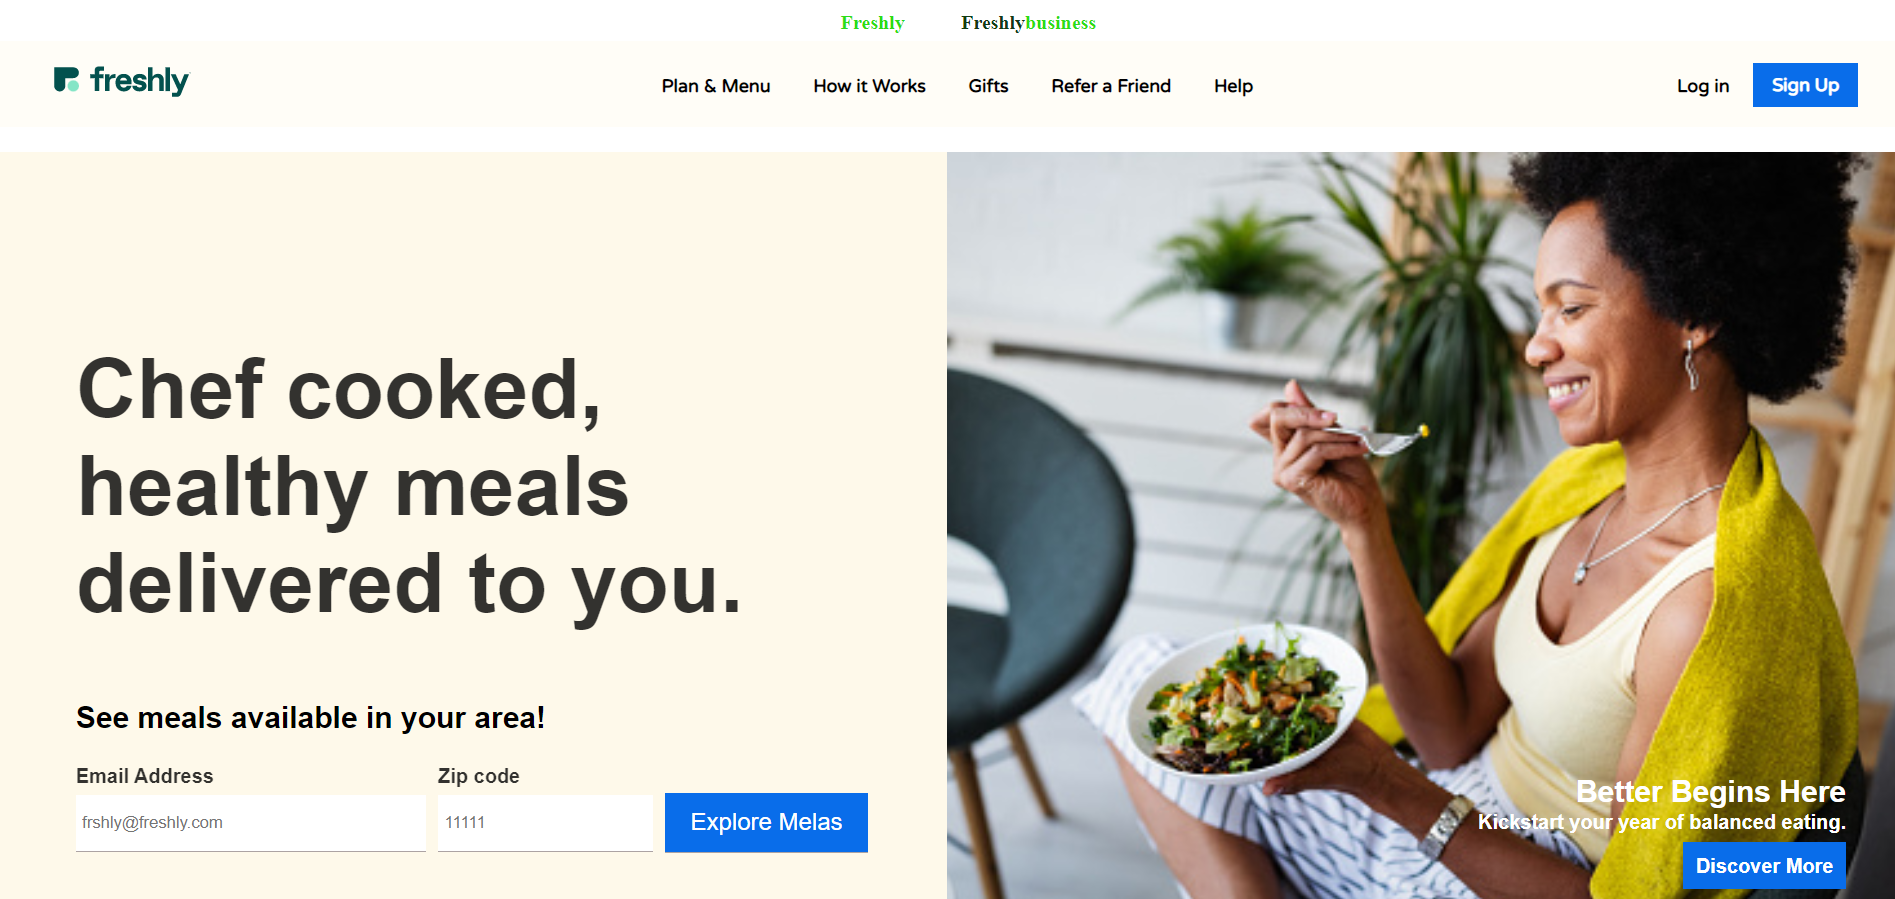 Freshly Freshlybusiness
freshly Plan & Menu How it Works Gifts Refer a Friend Help Log in Sign Up
Chef cooked,
healthy meals
delivered to you.
See meals available in your area!
Email Address Zip code
frshly@freshly.com 11111 Explore Melas
Better Begins Here
Kickstart your year of balanced eating.
Discover More